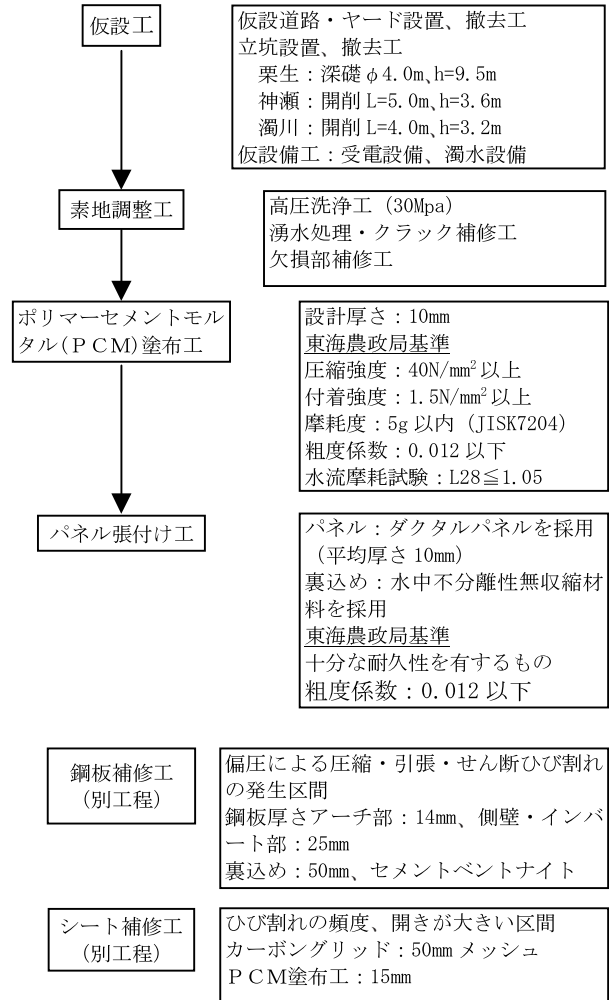 仮設工
仮設道路・ヤード設置、撤去工
立坑設置、撤去工
栗生：深礎φ4.0m、h=9.5m
神瀬：開削 L=5.0m、h=3.6m
濁川：開削 L=4.0m、h=3.2m
仮設備工：受電設備、濁水設備
素地調整工
高圧洗浄工（30Mpa）
湧水処理・クラック補修工
欠損部補修工
ポリマーセメントモル
タル(ＰＣＭ)塗布工
設計厚さ：10mm
東海農政局基準
圧縮強度：40N/mm²以上
付着強度：1.5N/mm²以上
摩耗度：5g 以内（JISK7204）
粗度係数：0.012 以下
水流摩耗試験：L28≦1.05
パネル張付け工
パネル：ダクタルパネルを採用
（平均厚さ 10mm）
裏込め：水中不分離性無収縮材
料を採用
東海農政局基準
十分な耐久性を有するもの
粗度係数：0.012 以下
鋼板補修工
（別工程）
偏圧による圧縮・引張・せん断ひび割れ
の発生区間
鋼板厚さアーチ部：14mm、側壁・インバ
ート部：25mm
裏込め：50mm、セメントベントナイト
シート補修工
（別工程）
ひび割れの頻度、開きが大きい区間
カーボングリッド：50mm メッシュ
ＰＣＭ塗布工：15mm